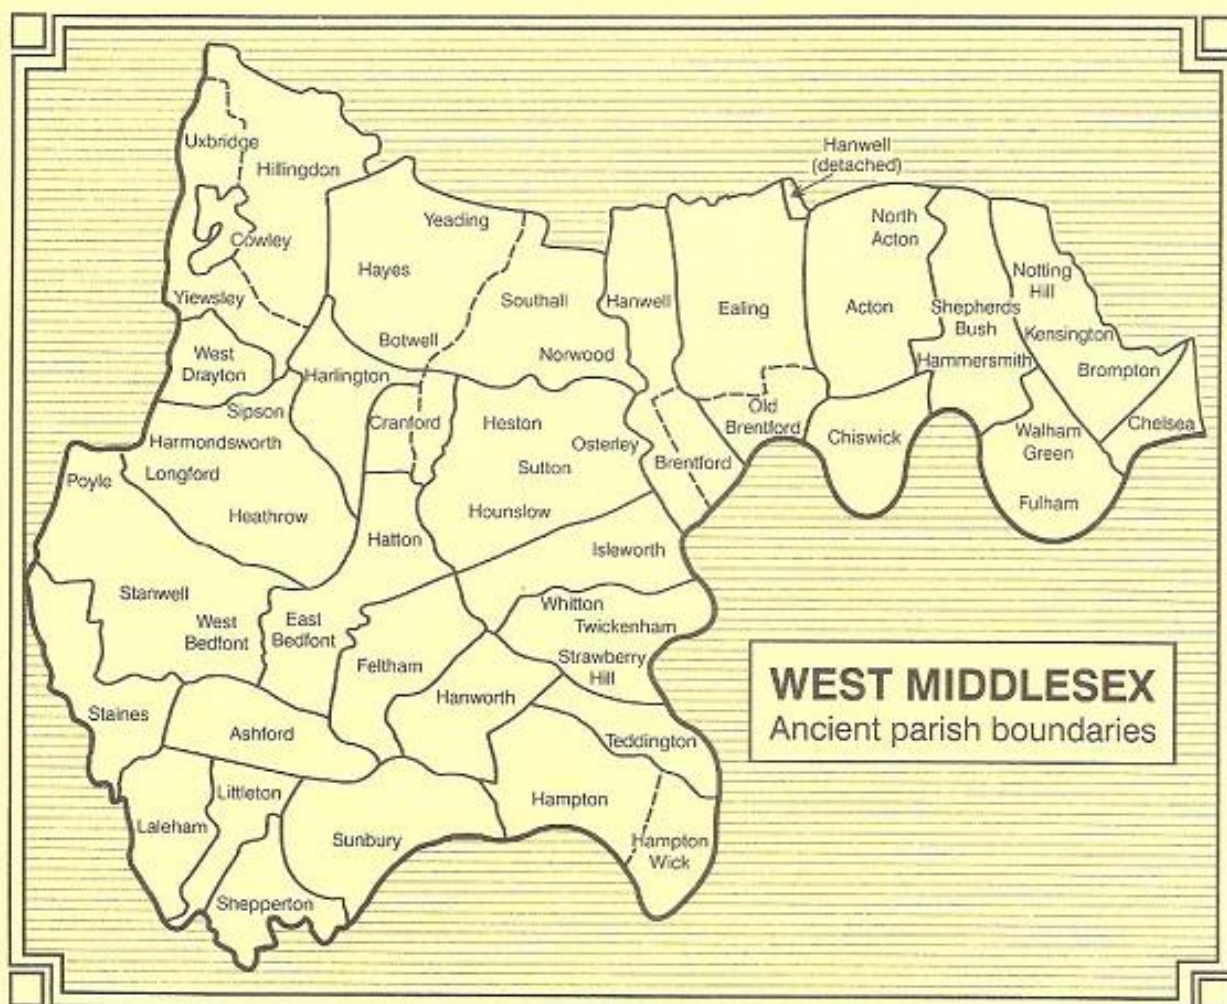 Uxbridge
Hillingdon
Hanwell
(detached)
Yeading
North
Acton
Cowley
Hayes
Notting
Hill
Yiewsley
Southall
Hanwell
Ealing
Acton
Shepherds
Bush
Botwell
Kensington
West
Drayton
Norwood
Hammersmith
Brompton
Harlington
Sipson
Cranford
Heston
Old
Brentford
Chelsea
Harmondsworth
Osterley
Chiswick
Walham
Green
Longford
Sutton
Brentford
Poyle
Heathrow
Hounslow
Fulham
Hatton
Isleworth
Stanwell
Whitton
West
Bedfont
East
Bedfont
Twickenham
Feltham
Strawberry
Hill
Hanworth
WEST MIDDLESEX
Ancient parish boundaries
Staines
Ashford
Teddington
Littleton
Hampton
Laleham
Sunbury
Hampton
Wick
Shepperton